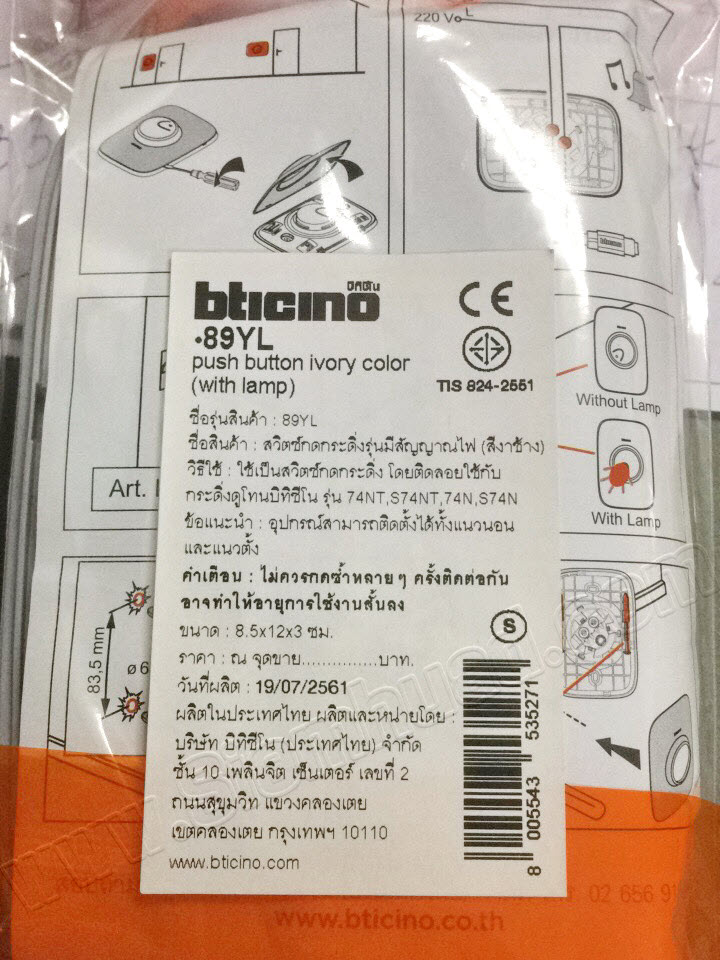 220 V~ L
bticino
บิทิชีโน
bticino
CE
·89YL
push button ivory color
(with lamp)
TIS 824-2551
Without Lamp
With Lamp
Art.
83,5 mm
ø 6
ชื่อรุ่นสินค้า : 89YL
ชื่อสินค้า : สวิตซ์กดกระดิ่งรุ่นมีสัญญาณไฟ (สีงาช้าง)
วิธีใช้ : ใช้เป็นสวิตซ์กดกระดิ่ง โดยติดลอยใช้กับ
กระดิ่งดูโทนบิทิชีโน รุ่น 74NT,S74NT,74N,S74N
ข้อแนะนำ : อุปกรณ์สามารถติดตั้งได้ทั้งแนวนอน
และแนวตั้ง
คำเตือน : ไม่ควรกดซ้ำหลายๆ ครั้งติดต่อกัน
อาจทำให้อายุการใช้งานสั้นลง
ขนาด : 8.5x12x3 ซม.
S
ราคา : ณ จุดขาย...............บาท.
วันที่ผลิต : 19/07/2561
ผลิตในประเทศไทย ผลิตและหน่ายโดย :
บริษัท บิทิชีโน (ประเทศไทย) จำกัด
ชั้น 10 เพลินจิต เซ็นเตอร์ เลขที่ 2
ถนนสุขุมวิท แขวงคลองเตย
เขตคลองเตย กรุงเทพฯ 10110
www.bticino.com
8 005543 535271
02 656 91
www.bticino.co.th